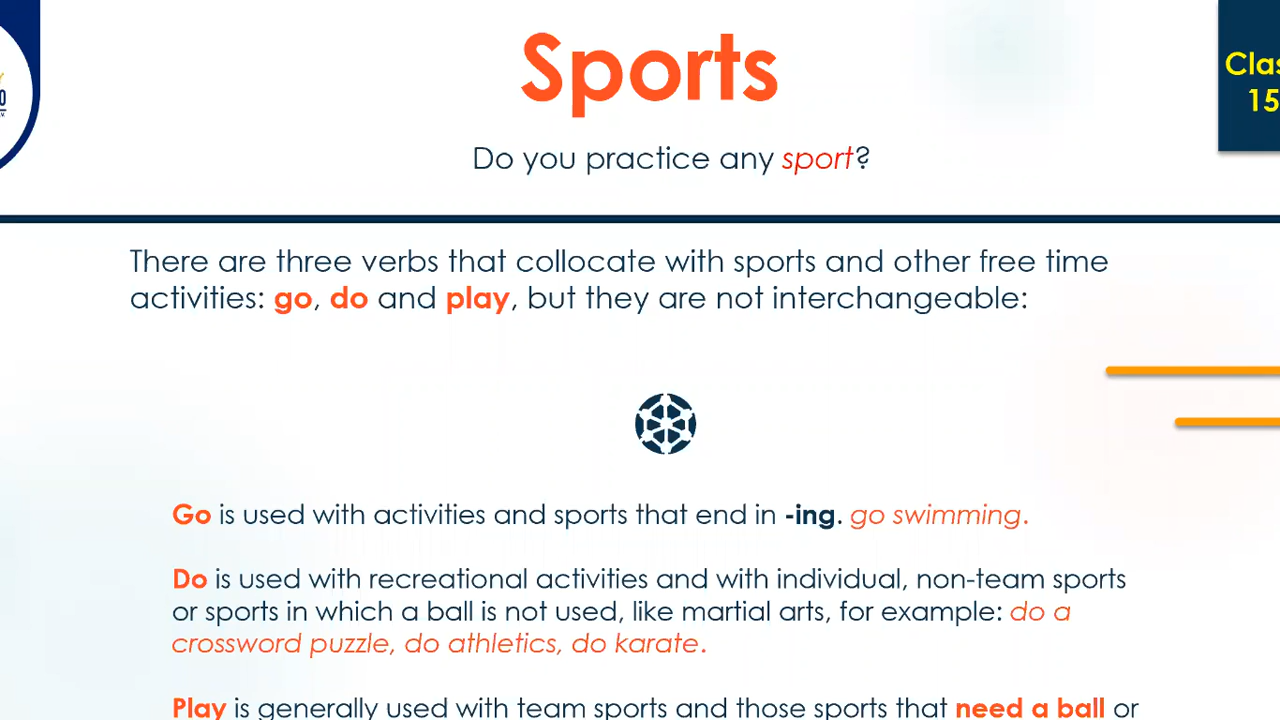 Sports
Do you practice any sport?
There are three verbs that collocate with sports and other free time
activities: go, do and play, but they are not interchangeable:
Go is used with activities and sports that end in -ing. go swimming.
Do is used with recreational activities and with individual, non-team sports
or sports in which a ball is not used, like martial arts, for example: do a
crossword puzzle, do athletics, do karate.
Play is generally used with team sports and those sports that need a ball or
15